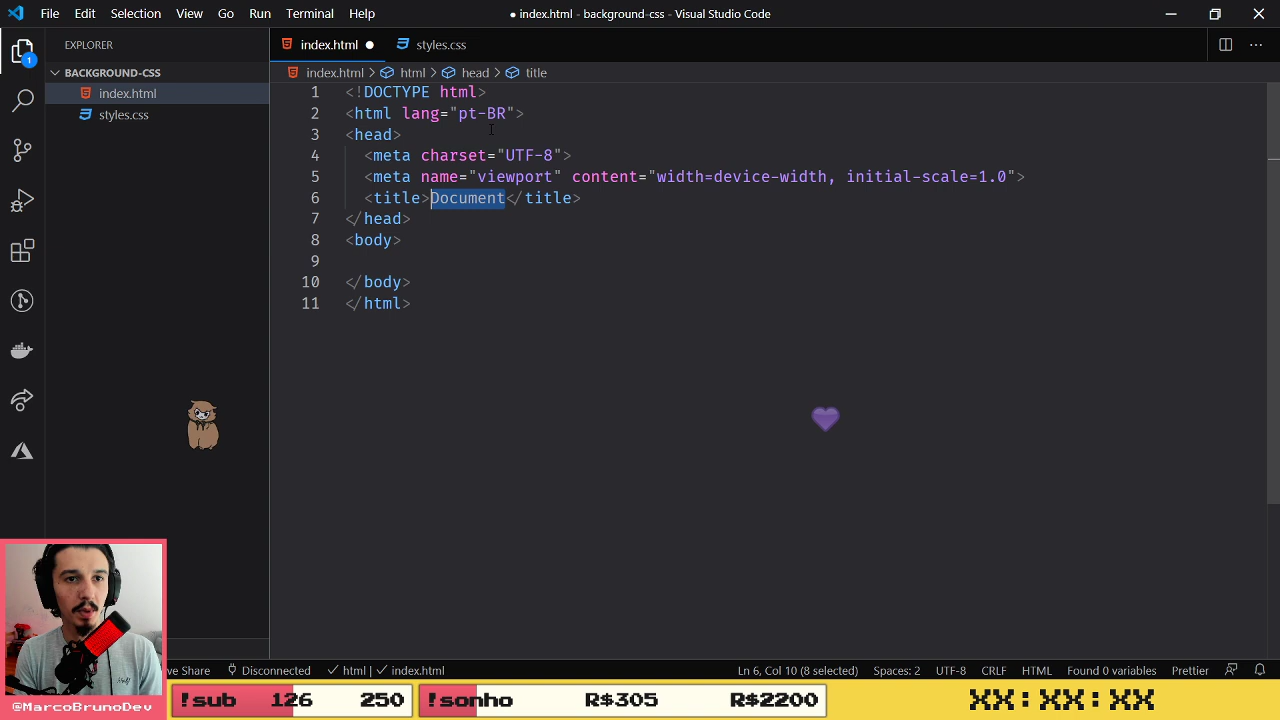 File Edit Selection View Go Run Terminal Help
● index.html - background-css - Visual Studio Code
EXPLORER
index.html
styles.css
BACKGROUND-CSS
index.html > html > head > title
index.html
styles.css
1
1 <!DOCTYPE html>
2 <html lang="pt-BR">
3 <head>
4 <meta charset="UTF-8">
5 <meta name="viewport" content="width=device-width, initial-scale=1.0">
6 <title>Document</title>
7 </head>
8 <body>
9
10 </body>
11 </html>
ve Share Disconnected html | index.html Ln 6, Col 10 (8 selected) Spaces: 2 UTF-8 CRLF HTML Found 0 variables Prettier
@MarcoBrunoDev
!sub 126 250 !sonho R$305 R$2200 XX:XX:XX